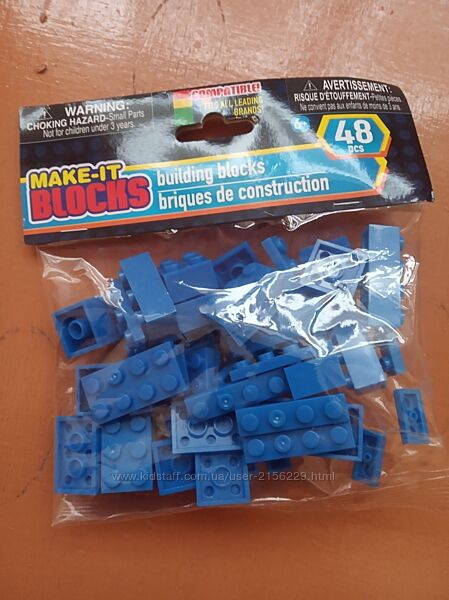 WARNING:
CHOKING HAZARD-Small Parts
Not for children under 3 years.
COMPATIBLE!
FITS ALL LEADING
BRANDS!
AVERTISSEMENT:
RISQUE D'ÉTOUFFEMENT-Petites pièces.
Ne convient pas aux enfants de moins de 3 ans.
6+
48
pcs
MAKE-IT
BLOCKS
building blocks
briques de construction
www.kidstaff.com.ua/user-2156229.html